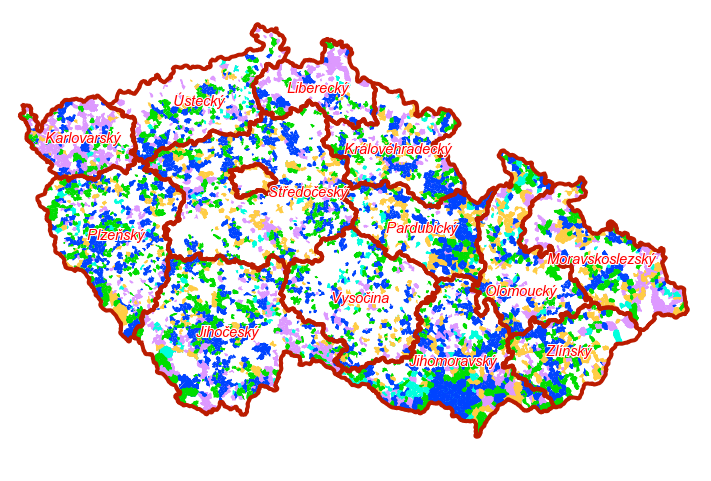 Liberecký
Ústecký
Karlovarský
Královéhradecký
Středočeský
Pardubický
Plzeňský
Moravskoslezský
Olomoucký
Vysočina
Jihočeský
Zlínský
Jihomoravský